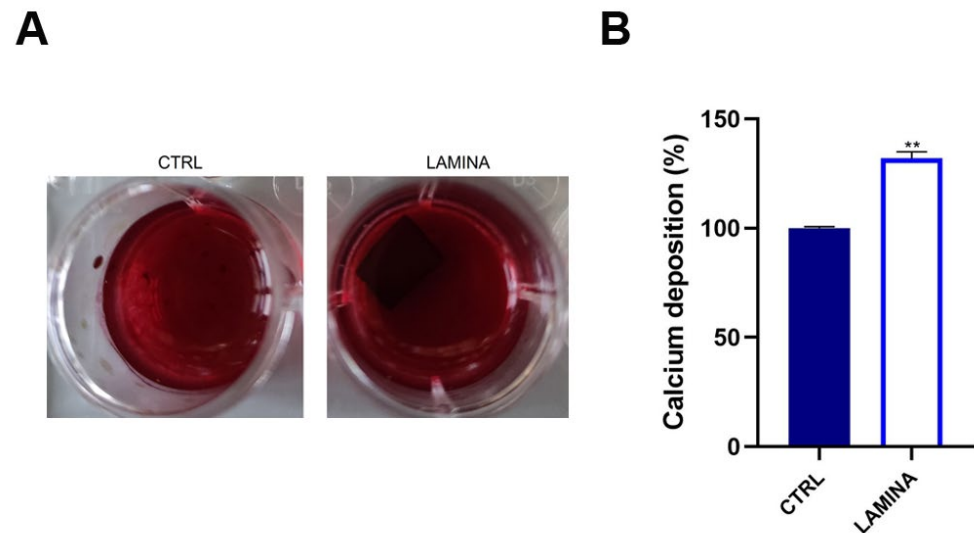 A
B
CTRL
LAMINA
Calcium deposition (%)
150
100
50
0
**
CTRL
LAMINA